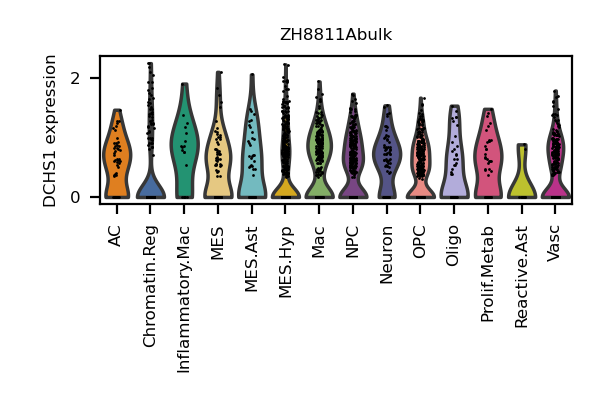 ZH8811Abulk
DCHS1 expression
2
0
AC
Chromatin.Reg
Inflammatory.Mac
MES
MES.Ast
MES.Hyp
Mac
NPC
Neuron
OPC
Oligo
Prolif.Metab
Reactive.Ast
Vasc